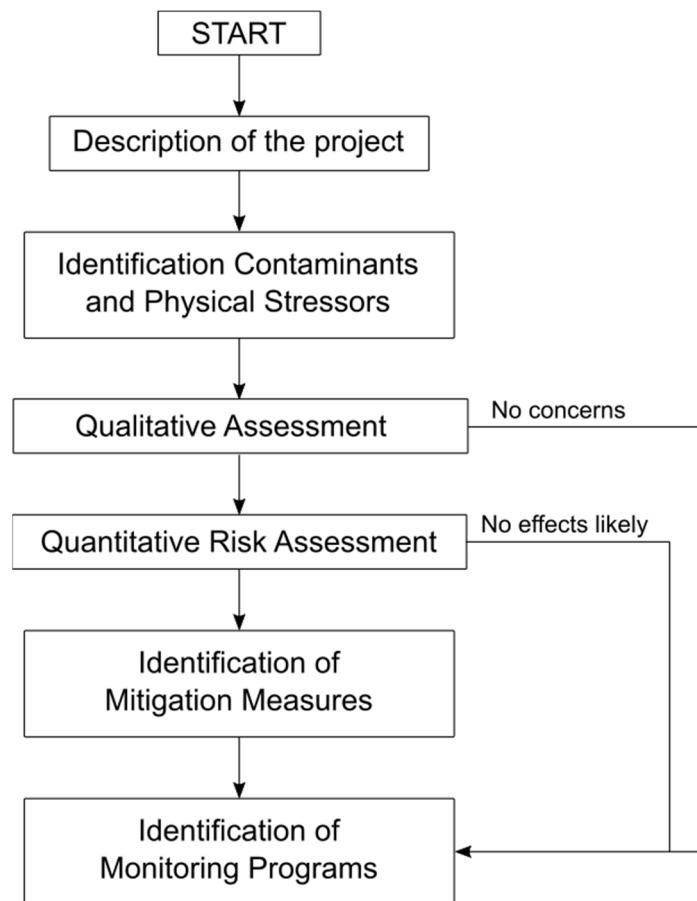 START
Description of the project
Identification Contaminants
and Physical Stressors
Qualitative Assessment
No concerns
Quantitative Risk Assessment
No effects likely
Identification of
Mitigation Measures
Identification of
Monitoring Programs